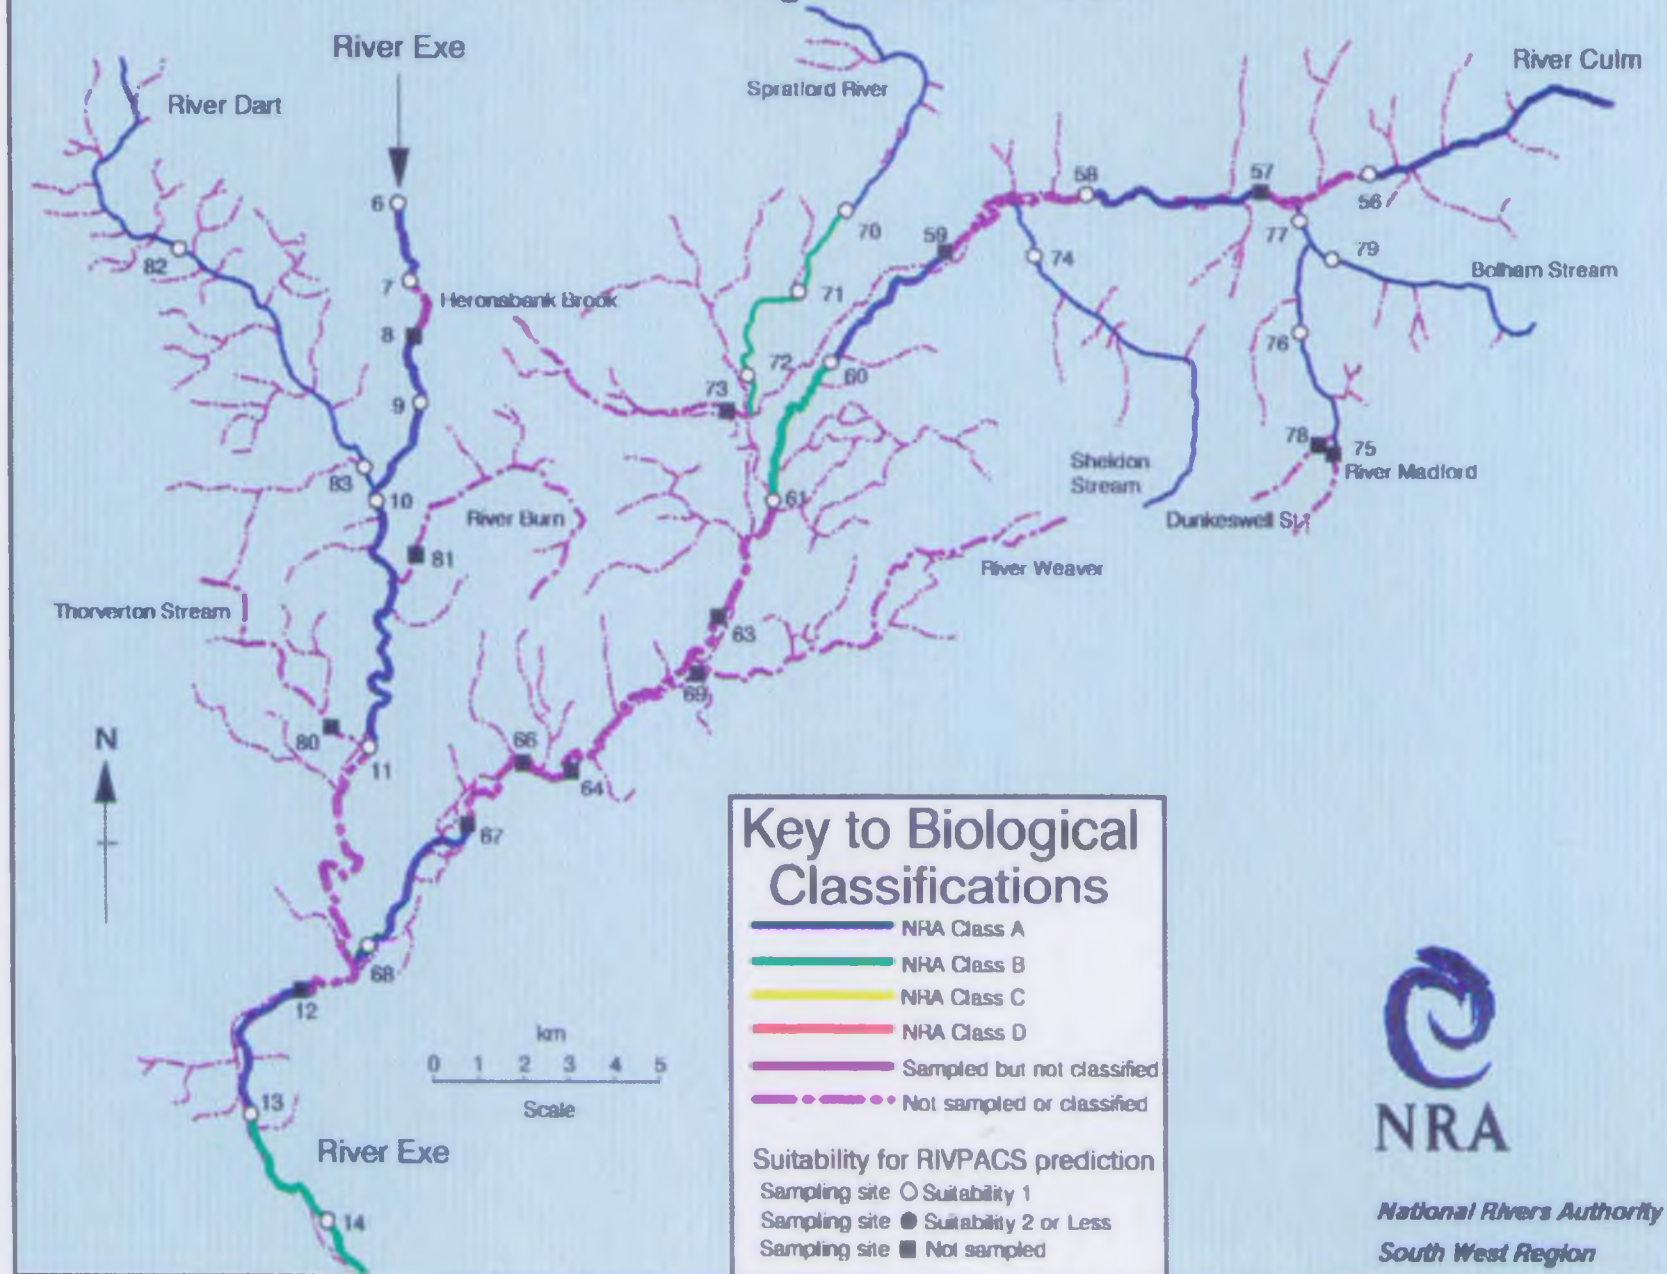 River Exe
River Dart
Spratford River
River Culm
6
58
57
56
70
77
82
59
74
79
Bolham Stream
7
Heronsbank Brook
71
8
76
72
60
73
9
78
75
River Madford
83
Sheldon
Stream
10
61
River Burn
Dunkeswell St
81
River Weaver
Thorverton Stream
63
69
N
80
66
11
64
67
68
12
km
0 1 2 3 4 5
Scale
13
River Exe
14
Key to Biological
Classifications
NRA Class A
NRA Class B
NRA Class C
NRA Class D
Sampled but not classified
Not sampled or classified
Suitability for RIVPACS prediction
Sampling site Suitability 1
Sampling site Suitability 2 or Less
Sampling site Not sampled
NRA
National Rivers Authority
South West Region